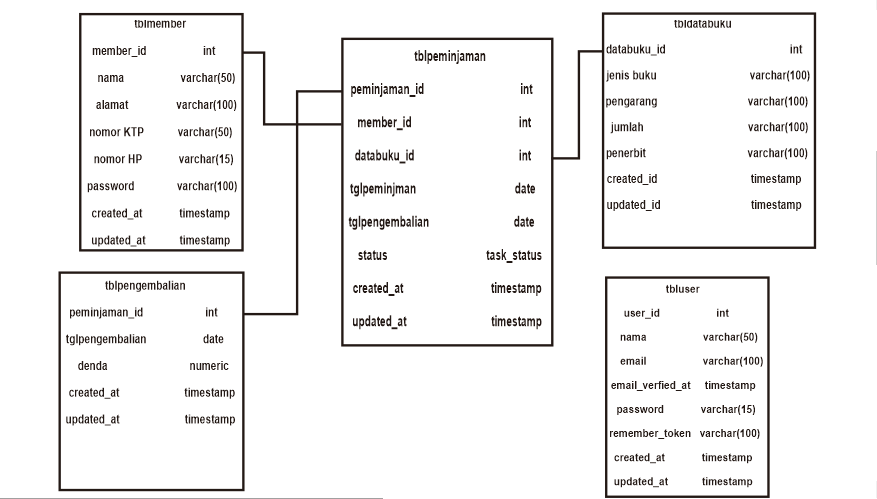 tblmember
member_id int
nama varchar(50)
alamat varchar(100)
nomor KTP varchar(50)
nomor HP varchar(15)
password varchar(100)
created_at timestamp
updated_at timestamp
tblpeminjaman
peminjaman_id int
member_id int
databuku_id int
tglpeminjman date
tglpengembalian date
status task_status
created_at timestamp
updated_at timestamp
tbldatabuku
databuku_id int
jenis buku varchar(100)
pengarang varchar(100)
jumlah varchar(100)
penerbit varchar(100)
created_id timestamp
updated_id timestamp
tblpengembalian
peminjaman_id int
tglpengembalian date
denda numeric
created_at timestamp
updated_at timestamp
tbluser
user_id int
nama varchar(50)
email varchar(100)
email_verfied_at timestamp
password varchar(15)
remember_token varchar(100)
created_at timestamp
updated_at timestamp